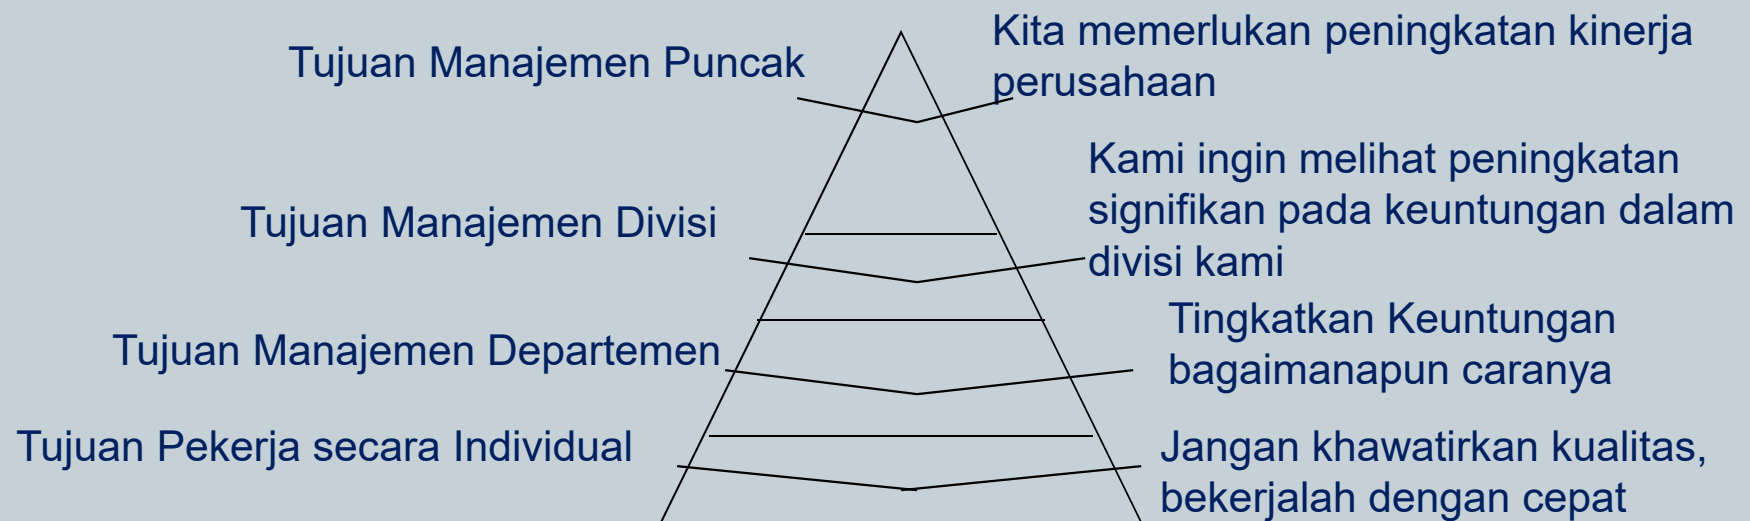 Tujuan Manajemen Puncak
Kita memerlukan peningkatan kinerja
perusahaan
Tujuan Manajemen Divisi
Kami ingin melihat peningkatan
signifikan pada keuntungan dalam
divisi kami
Tujuan Manajemen Departemen
Tingkatkan Keuntungan
bagaimanapun caranya
Tujuan Pekerja secara Individual
Jangan khawatirkan kualitas,
bekerjalah dengan cepat